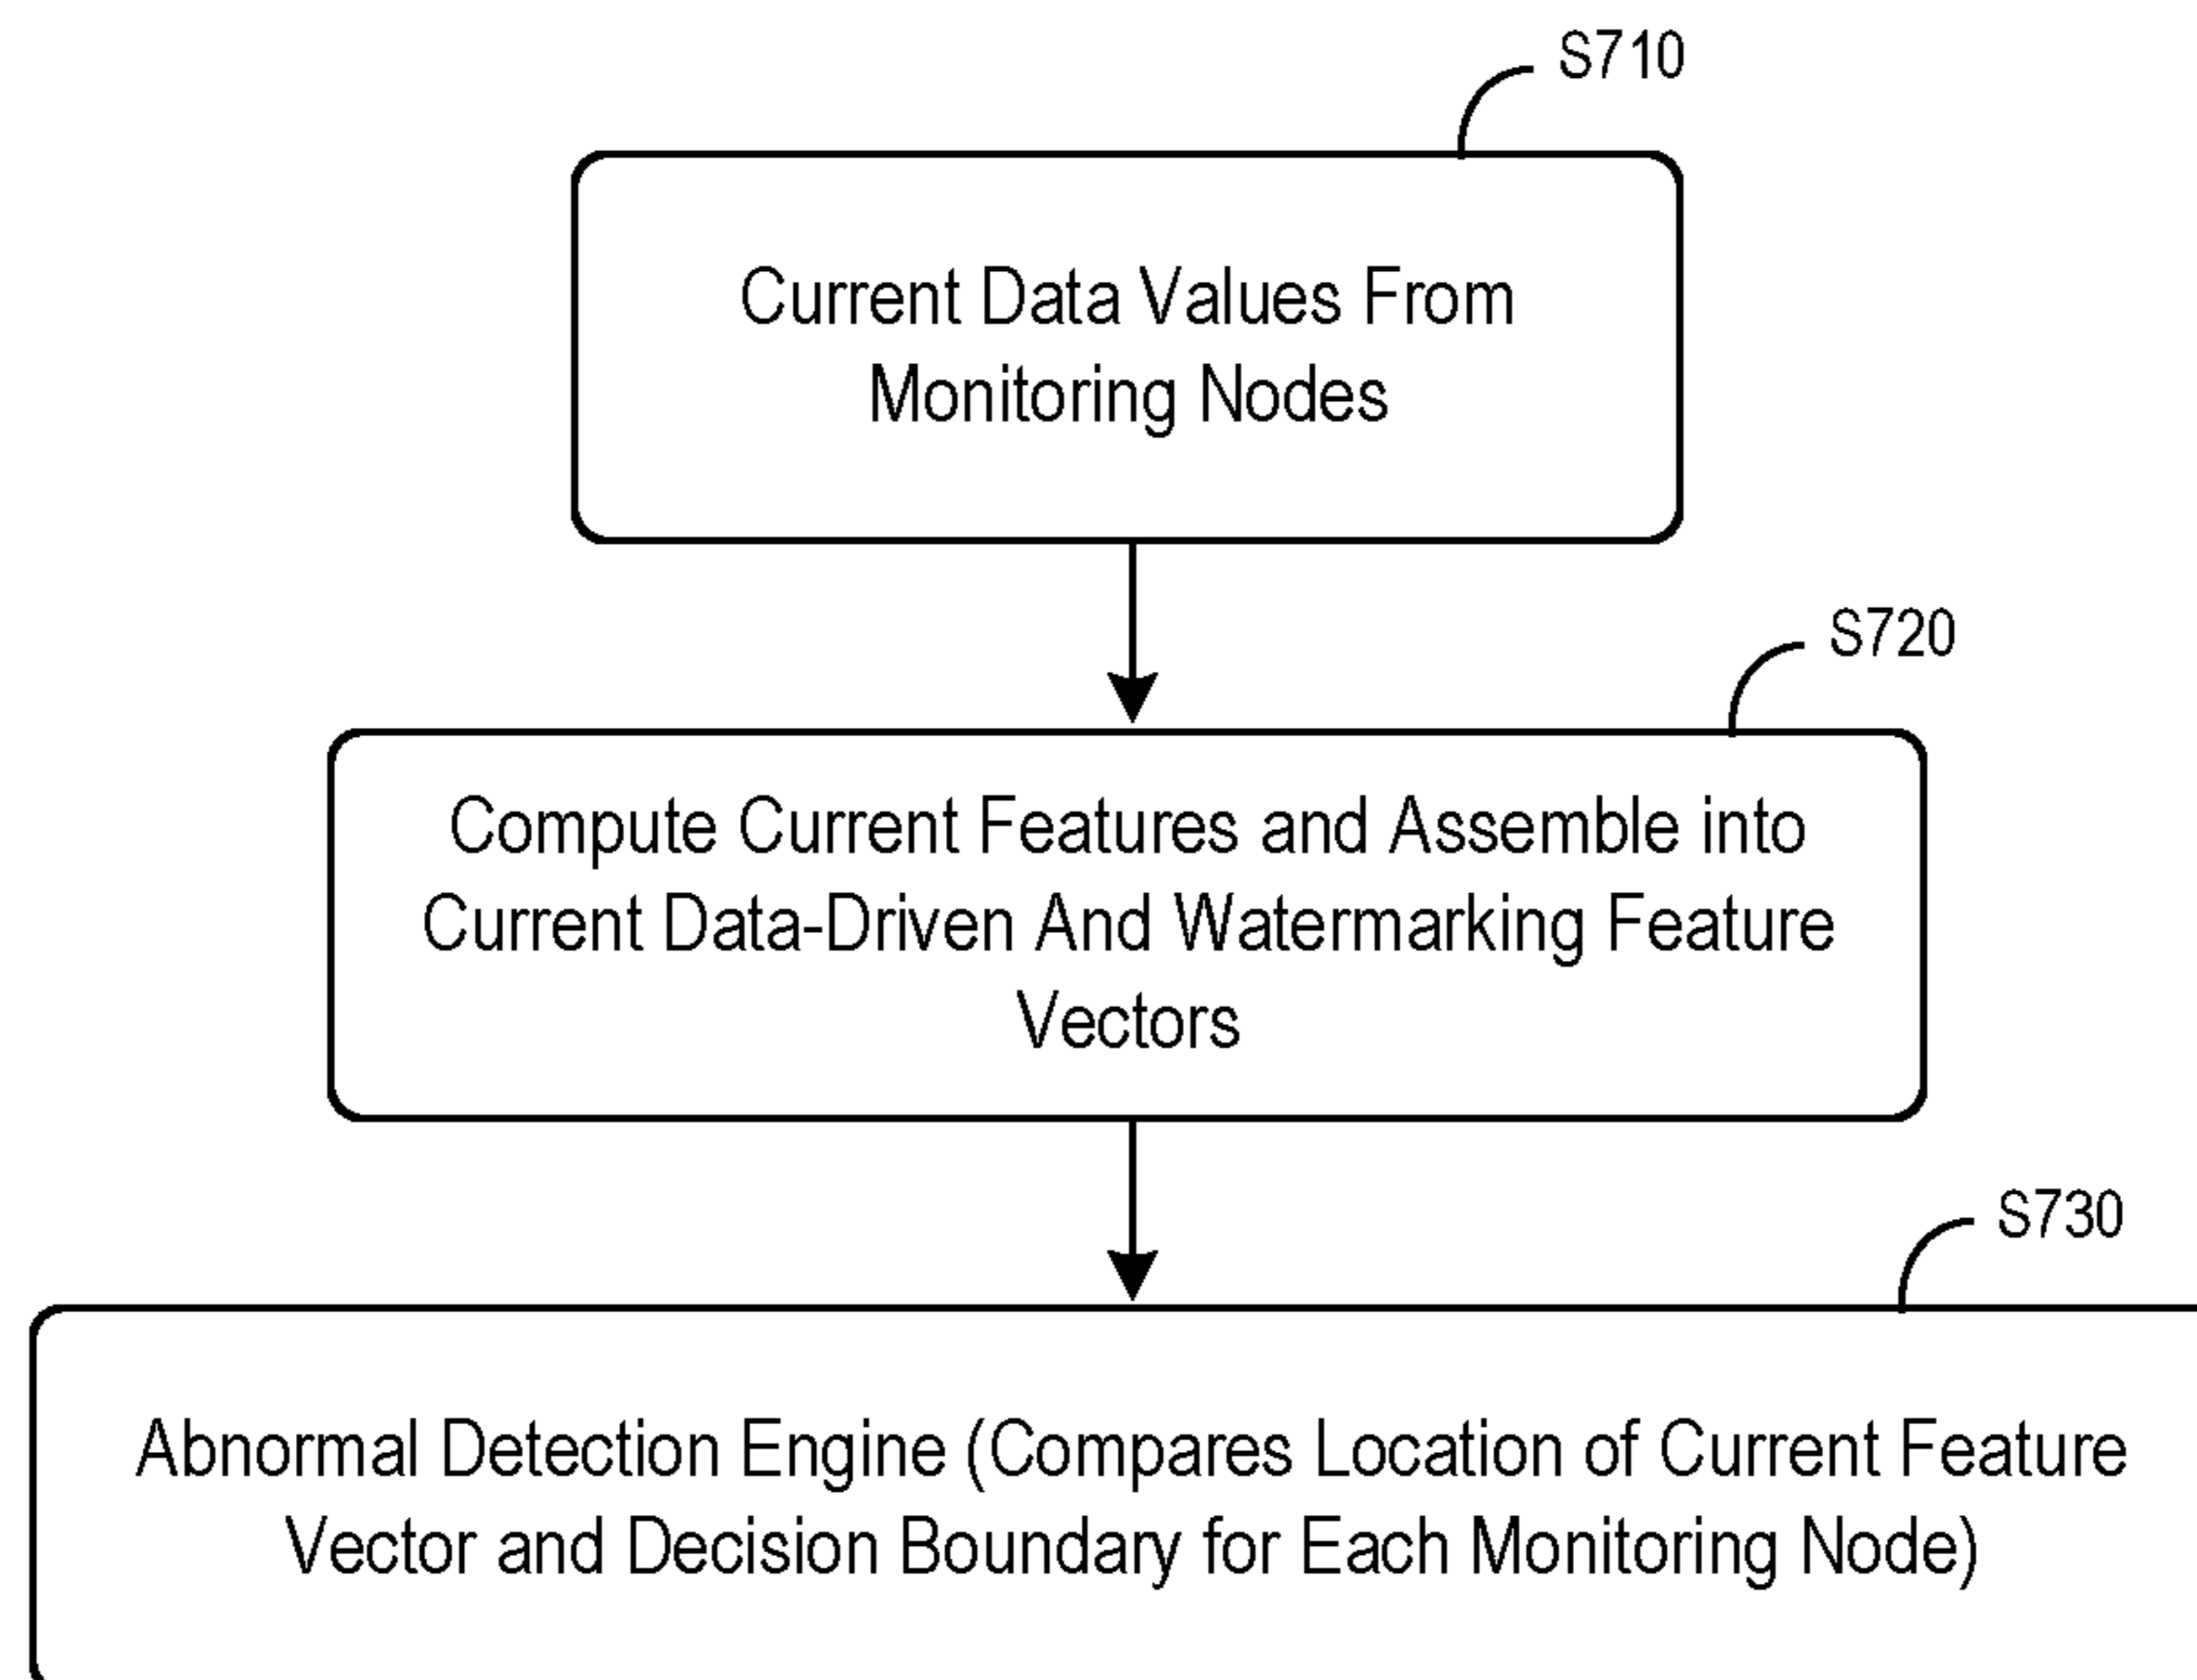 S710
Current Data Values From
Monitoring Nodes
S720
Compute Current Features and Assemble into
Current Data-Driven And Watermarking Feature
Vectors
S730
Abnormal Detection Engine (Compares Location of Current Feature
Vector and Decision Boundary for Each Monitoring Node)